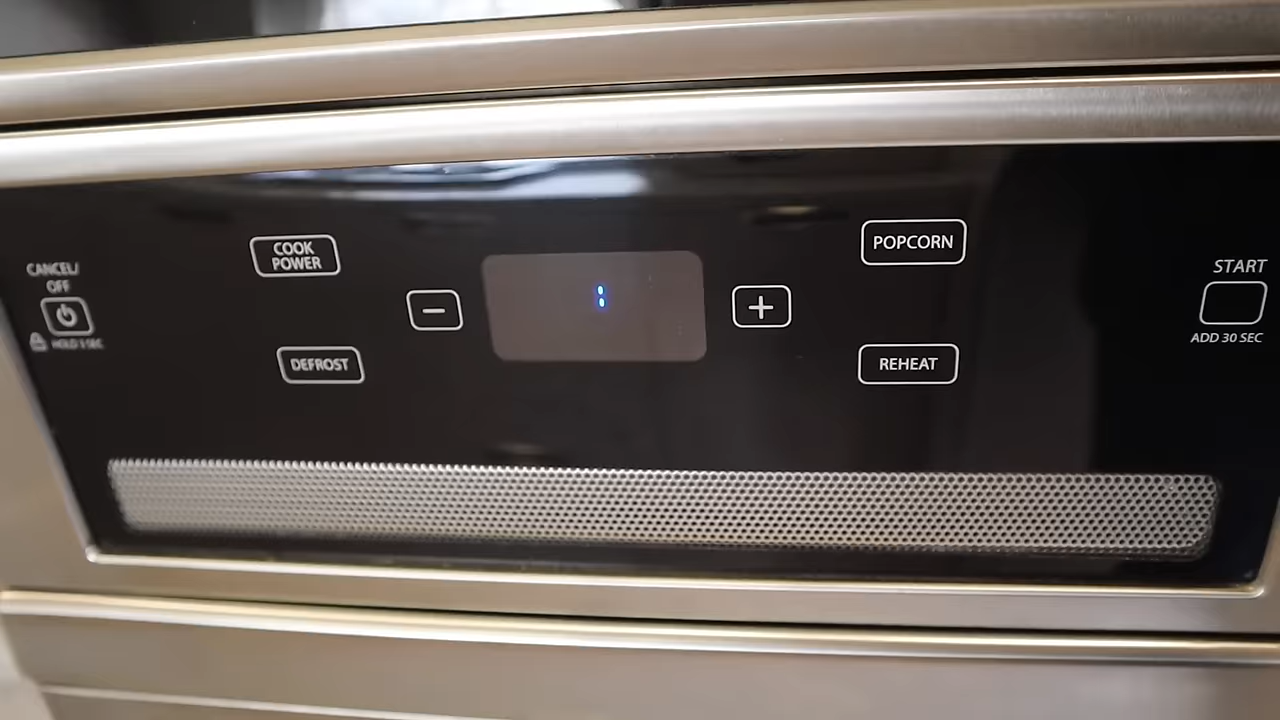 CANCEL/
OFF
HOLD 3 SEC
COOK
POWER
DEFROST
−
:
+
POPCORN
REHEAT
START
ADD 30 SEC